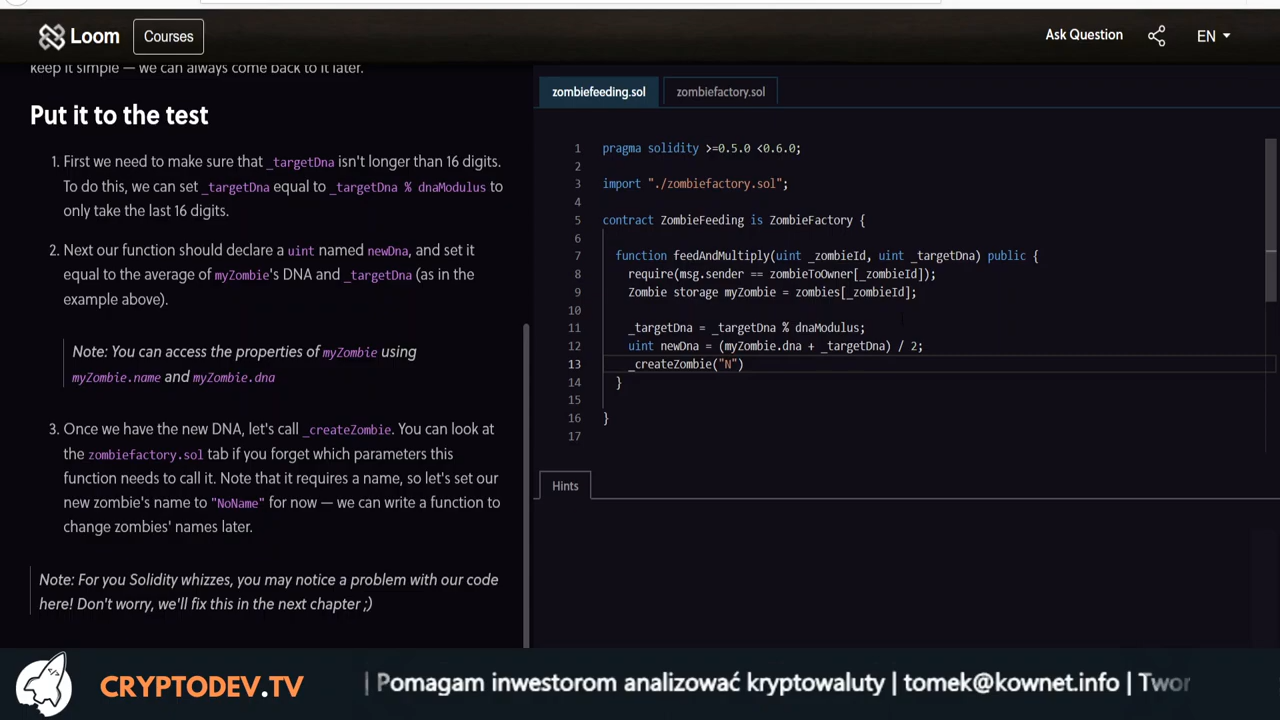 Loom
Courses
Ask Question
EN
keep it simple — we can always come back to it later.
Put it to the test
1. First we need to make sure that _targetDna isn't longer than 16 digits.
To do this, we can set _targetDna equal to _targetDna % dnaModulus to
only take the last 16 digits.
2. Next our function should declare a uint named newDna, and set it
equal to the average of myZombie's DNA and _targetDna (as in the
example above).
Note: You can access the properties of myZombie using
myZombie.name and myZombie.dna
3. Once we have the new DNA, let's call _createZombie. You can look at
the zombiefactory.sol tab if you forget which parameters this
function needs to call it. Note that it requires a name, so let's set our
new zombie's name to "NoName" for now — we can write a function to
change zombies' names later.
Note: For you Solidity whizzes, you may notice a problem with our code
here! Don't worry, we'll fix this in the next chapter ;)
zombiefeeding.sol
zombiefactory.sol
1 pragma solidity >=0.5.0 <0.6.0;
2
3 import "./zombiefactory.sol";
4
5 contract ZombieFeeding is ZombieFactory {
6
7 function feedAndMultiply(uint _zombieId, uint _targetDna) public {
8 require(msg.sender == zombieToOwner[_zombieId]);
9 Zombie storage myZombie = zombies[_zombieId];
10
11 _targetDna = _targetDna % dnaModulus;
12 uint newDna = (myZombie.dna + _targetDna) / 2;
13 _createZombie("N")
14 }
15
16 }
17
Hints
CRYPTODEV.TV
| Pomagam inwestorom analizować kryptowaluty | tomek@kownet.info | Twor